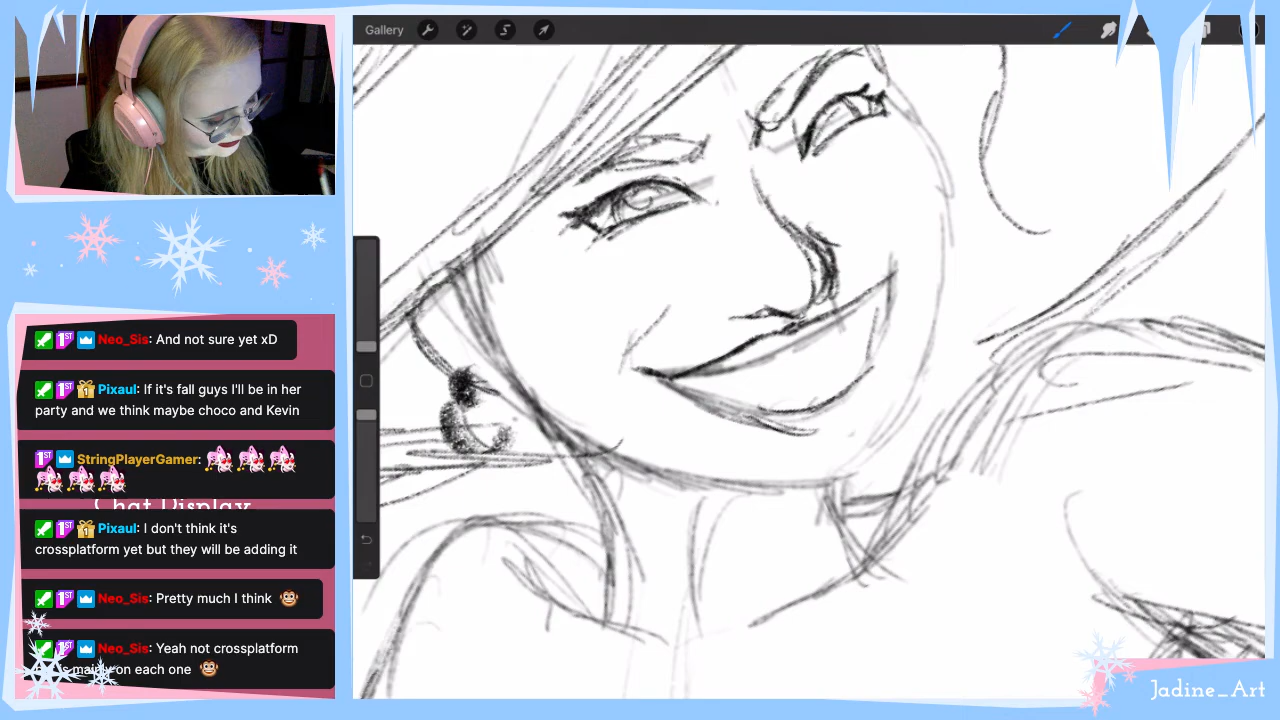 Gallery
Neo_Sis: And not sure yet xD
Pixaul: If it's fall guys I'll be in her
party and we think maybe choco and Kevin
StringPlayerGamer:
Chat Display
Pixaul: I don't think it's
crossplatform yet but they will be adding it
Neo_Sis: Pretty much I think
Neo_Sis: Yeah not crossplatform
on each one
Jadine_Art